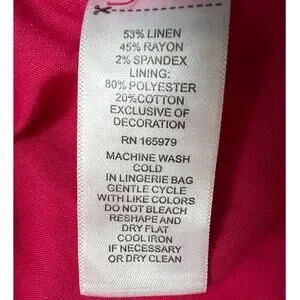 53% LINEN
45% RAYON
2% SPANDEX
LINING:
80% POLYESTER
20%COTTON
EXCLUSIVE OF
DECORATION
RN 165979
MACHINE WASH
COLD
IN LINGERIE BAG
GENTLE CYCLE
WITH LIKE COLORS
DO NOT BLEACH
RESHAPE AND
DRY FLAT
COOL IRON
IF NECESSARY
OR DRY CLEAN